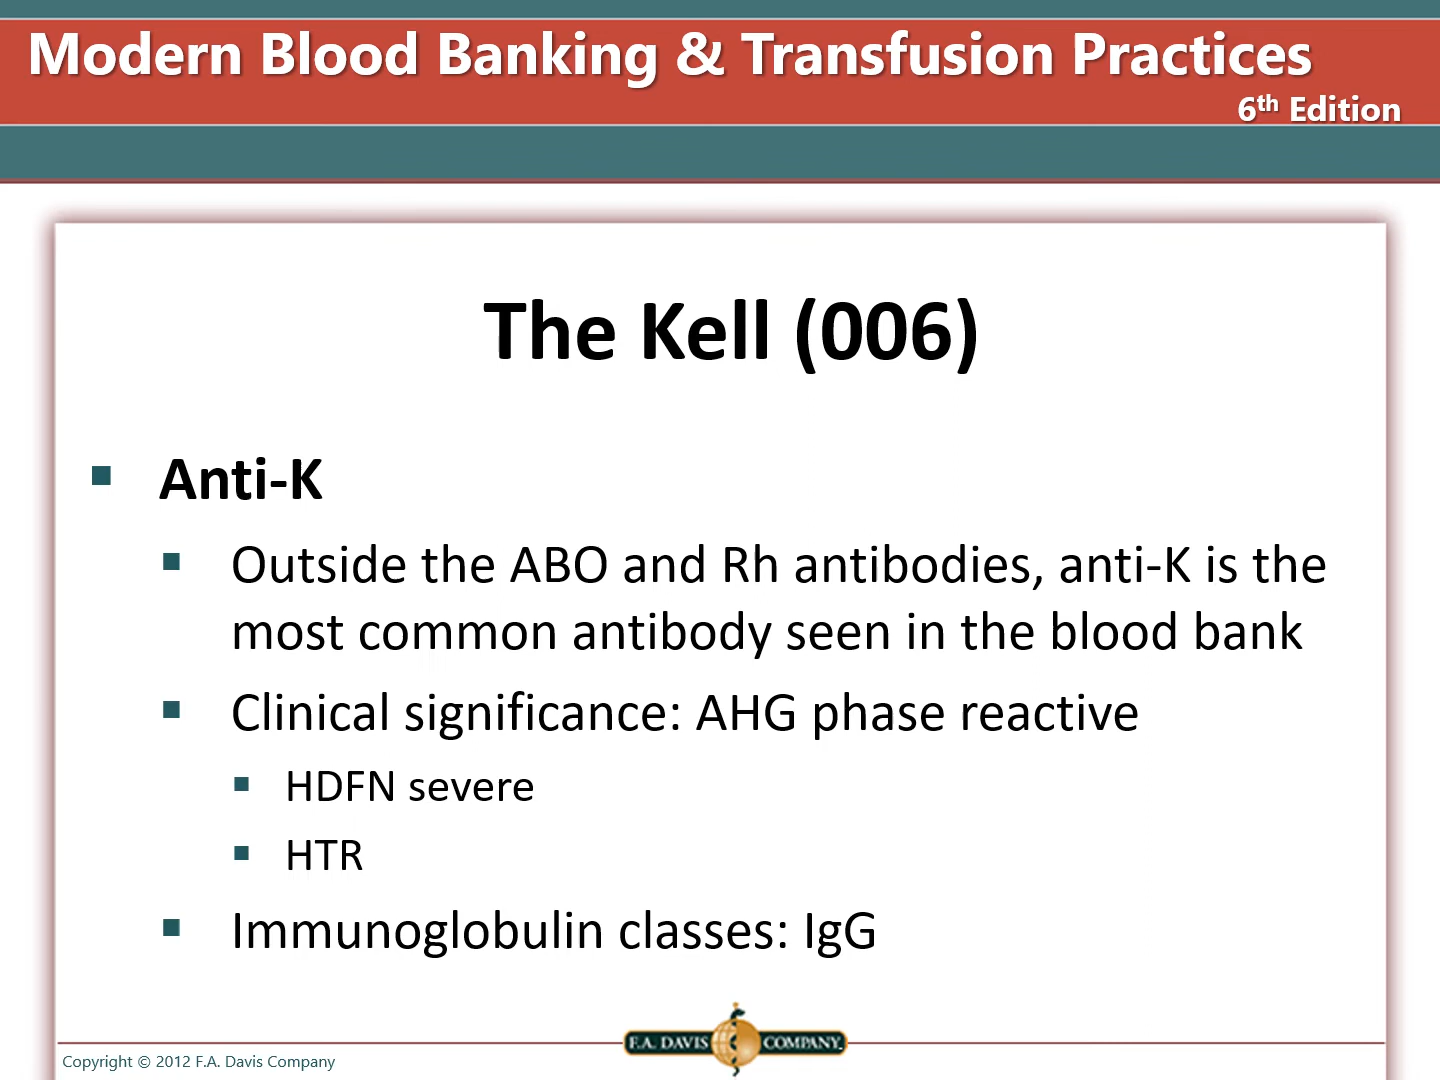 Modern Blood Banking & Transfusion Practices
6th Edition
The Kell (006)
Anti-K
Outside the ABO and Rh antibodies, anti-K is the
most common antibody seen in the blood bank
Clinical significance: AHG phase reactive
HDFN severe
HTR
Immunoglobulin classes: IgG
F.A. DAVIS COMPANY.
Copyright © 2012 F.A. Davis Company